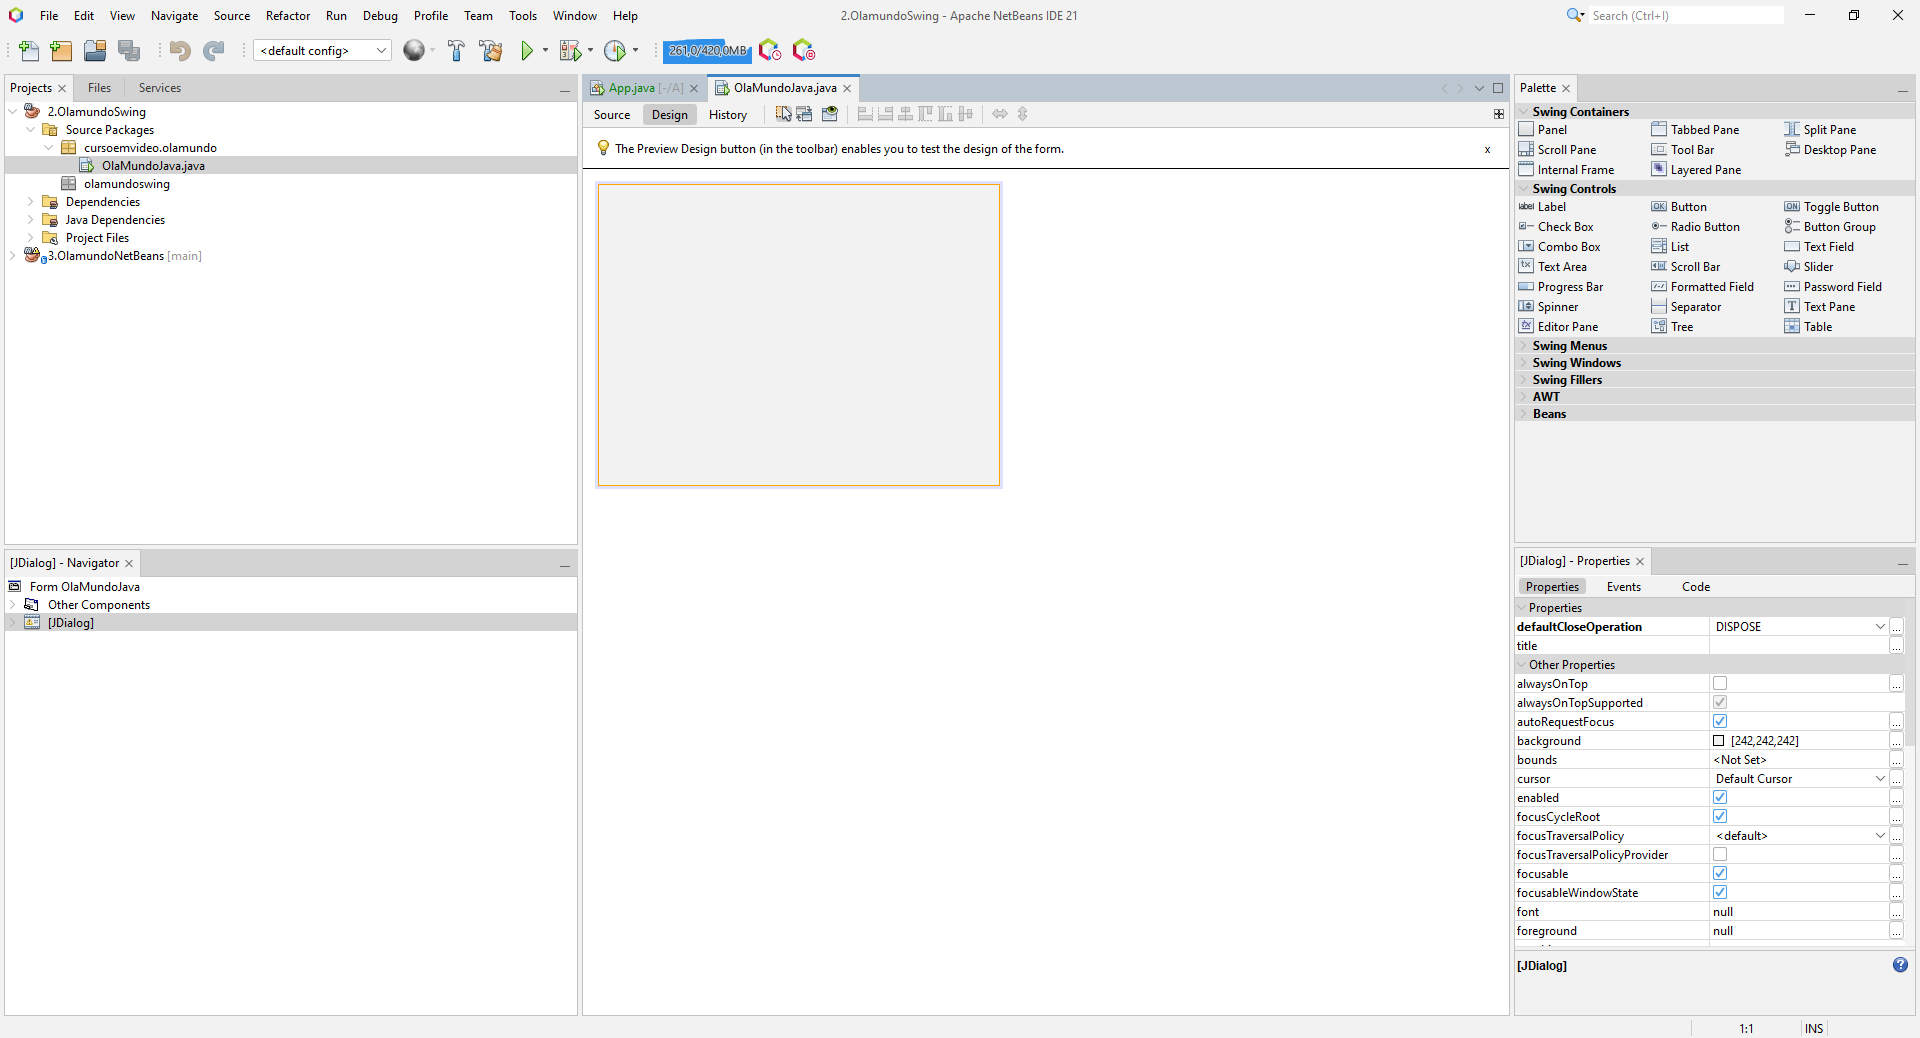 File Edit View Navigate Source Refactor Run Debug Profile Team Tools Window Help 2.OlamundoSwing - Apache NetBeans IDE 21 Search (Ctrl+I)
<default config> 261,0/420,0MB
Projects Files Services
2.OlamundoSwing
Source Packages
cursoemvideo.olamundo
OlaMundoJava.java
olamundoswing
Dependencies
Java Dependencies
Project Files
3.OlamundoNetBeans [main]
[JDialog] - Navigator
Form OlaMundoJava
Other Components
[JDialog]
App.java [-/A] OlaMundoJava.java
Source Design History
The Preview Design button (in the toolbar) enables you to test the design of the form. x
Palette
Swing Containers
Panel Tabbed Pane Split Pane
Scroll Pane Tool Bar Desktop Pane
Internal Frame Layered Pane
Swing Controls
label Label OK Button ON Toggle Button
Check Box Radio Button Button Group
Combo Box List Text Field
Text Area Scroll Bar Slider
Progress Bar Formatted Field Password Field
Spinner Separator T Text Pane
Editor Pane Tree Table
Swing Menus
Swing Windows
Swing Fillers
AWT
Beans
[JDialog] - Properties
Properties Events Code
Properties
defaultCloseOperation DISPOSE ...
title ...
Other Properties
alwaysOnTop ...
alwaysOnTopSupported
autoRequestFocus ...
background [242,242,242] ...
bounds <Not Set> ...
cursor Default Cursor ...
enabled ...
focusCycleRoot ...
focusTraversalPolicy <default> ...
focusTraversalPolicyProvider ...
focusable ...
focusableWindowState ...
font null ...
foreground null ...
[JDialog] ?
1:1 INS